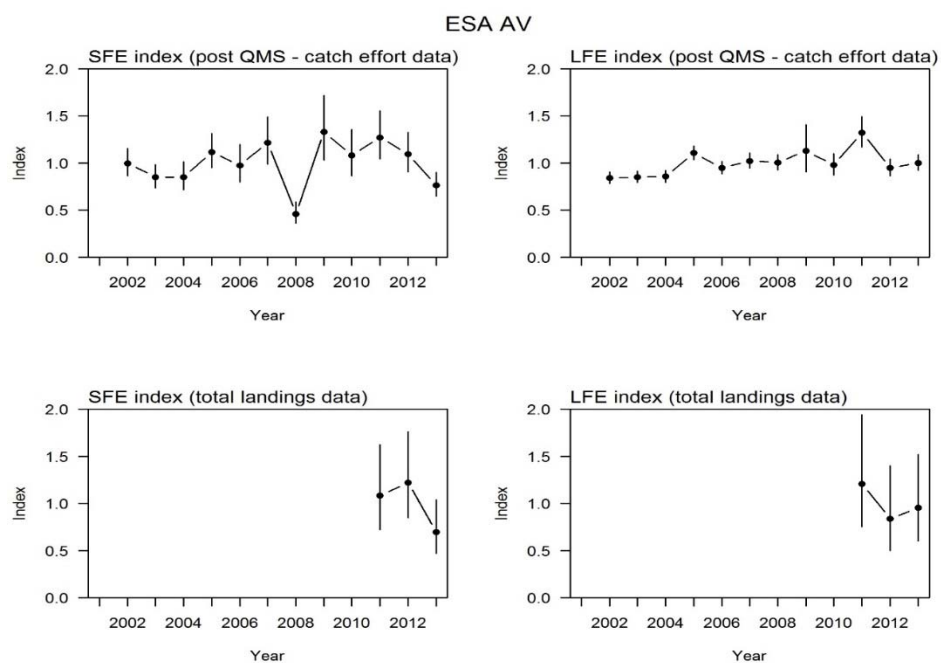 ESA AV
SFE index (post QMS - catch effort data)
2.0
1.5
1.0
0.5
0.0
Index
2002 2004 2006 2008 2010 2012
Year
LFE index (post QMS - catch effort data)
2.0
1.5
1.0
0.5
0.0
Index
2002 2004 2006 2008 2010 2012
Year
SFE index (total landings data)
2.0
1.5
1.0
0.5
0.0
Index
2002 2004 2006 2008 2010 2012
Year
LFE index (total landings data)
2.0
1.5
1.0
0.5
0.0
Index
2002 2004 2006 2008 2010 2012
Year